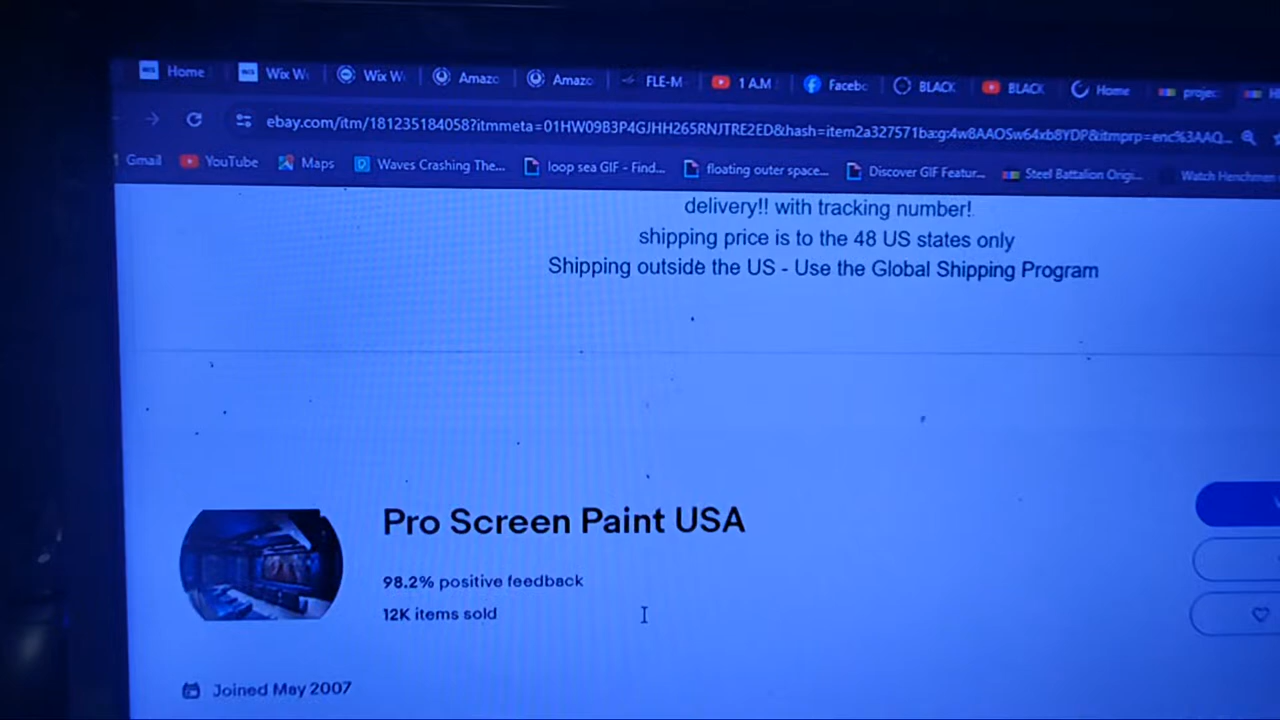 Home Wix W Wix W Amazo Amazo FLE-M 1 A.M Facebo BLACK BLACK Home projec
ebay.com/itm/181235184058?itmmeta=01HW09B3P4GJHH265RNJTRE2ED&hash=item2a327571ba:g:4w8AAOSw64xb8YDP&itmprp=enc%3AAQ...
Gmail YouTube Maps Waves Crashing The... loop sea GIF - Find... floating outer space... Discover GIF Featur... Steel Battalion Origi... Watch Henchmen
delivery!! with tracking number!
shipping price is to the 48 US states only
Shipping outside the US - Use the Global Shipping Program
Pro Screen Paint USA
98.2% positive feedback
12K items sold
Joined May 2007